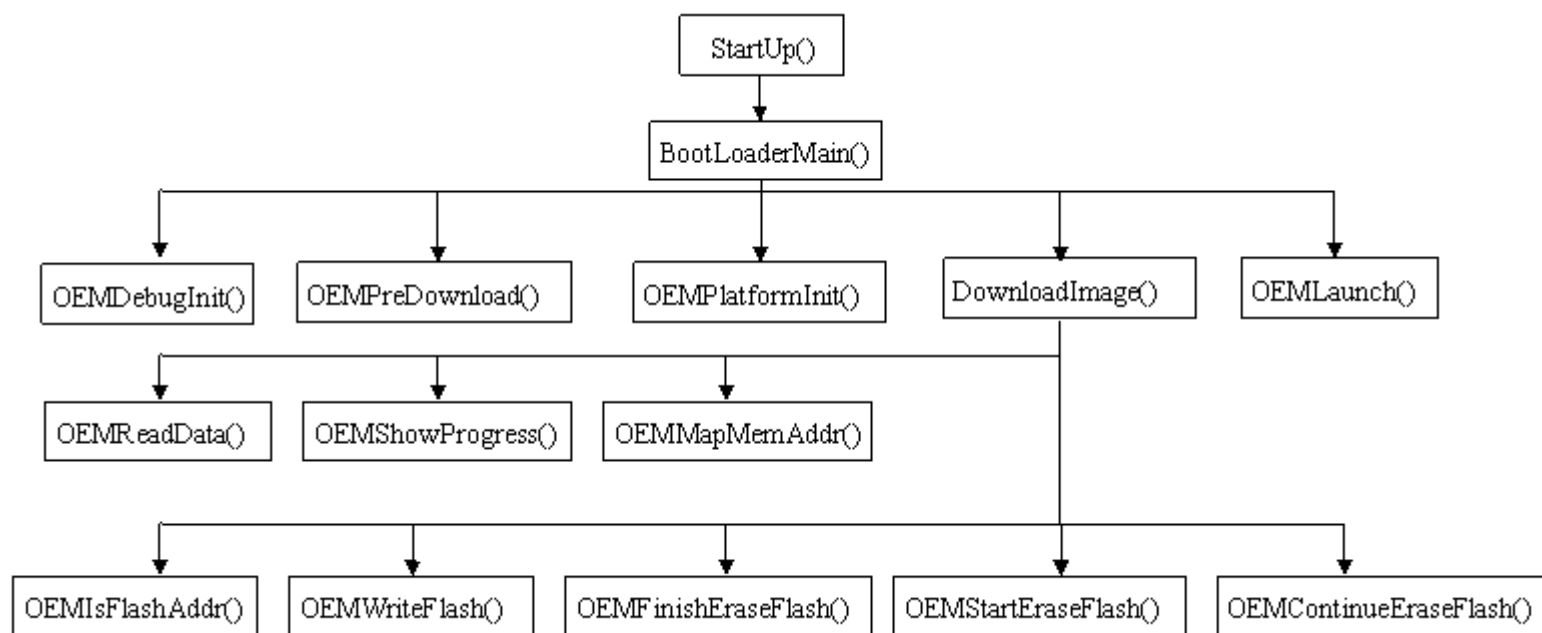 StartUp()
BootLoaderMain()
OEMDebugInit()
OEMPreDownload()
OEMPlatformInit()
DownloadImage()
OEMLaunch()
OEMReadData()
OEMShowProgress()
OEMMapMemAddr()
OEMIsFlashAddr()
OEMWriteFlash()
OEMFinishEraseFlash()
OEMStartEraseFlash()
OEMContinueEraseFlash()